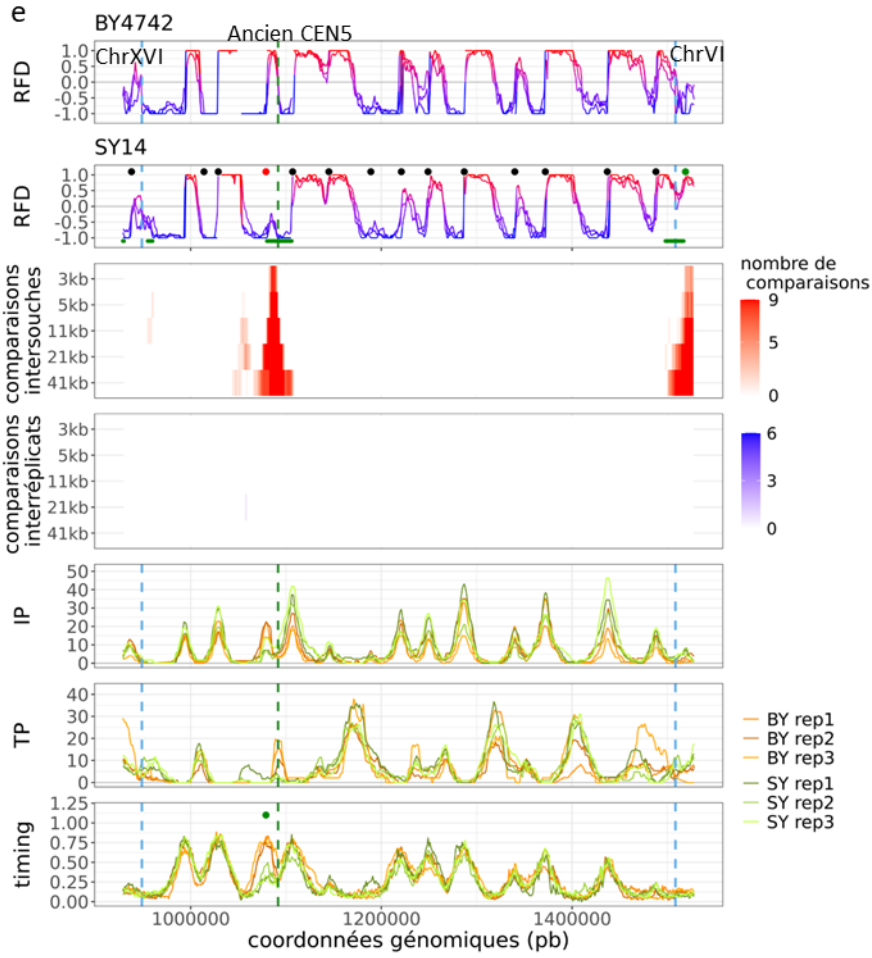 e
BY4742
Ancien CEN5
ChrXVI
ChrVI
RFD
1.0
0.5
0.0
-0.5
-1.0
SY14
RFD
1.0
0.5
0.0
-0.5
-1.0
comparaisons
intersouches
3kb
5kb
11kb
21kb
41kb
nombre de
comparaisons
9
5
0
comparaisons
interréplicats
3kb
5kb
11kb
21kb
41kb
6
3
0
IP
50
40
30
20
10
0
TP
40
30
20
10
0
BY rep1
BY rep2
BY rep3
SY rep1
SY rep2
SY rep3
timing
1.25
1.00
0.75
0.50
0.25
0.00
1000000
1200000
1400000
coordonnées génomiques (pb)